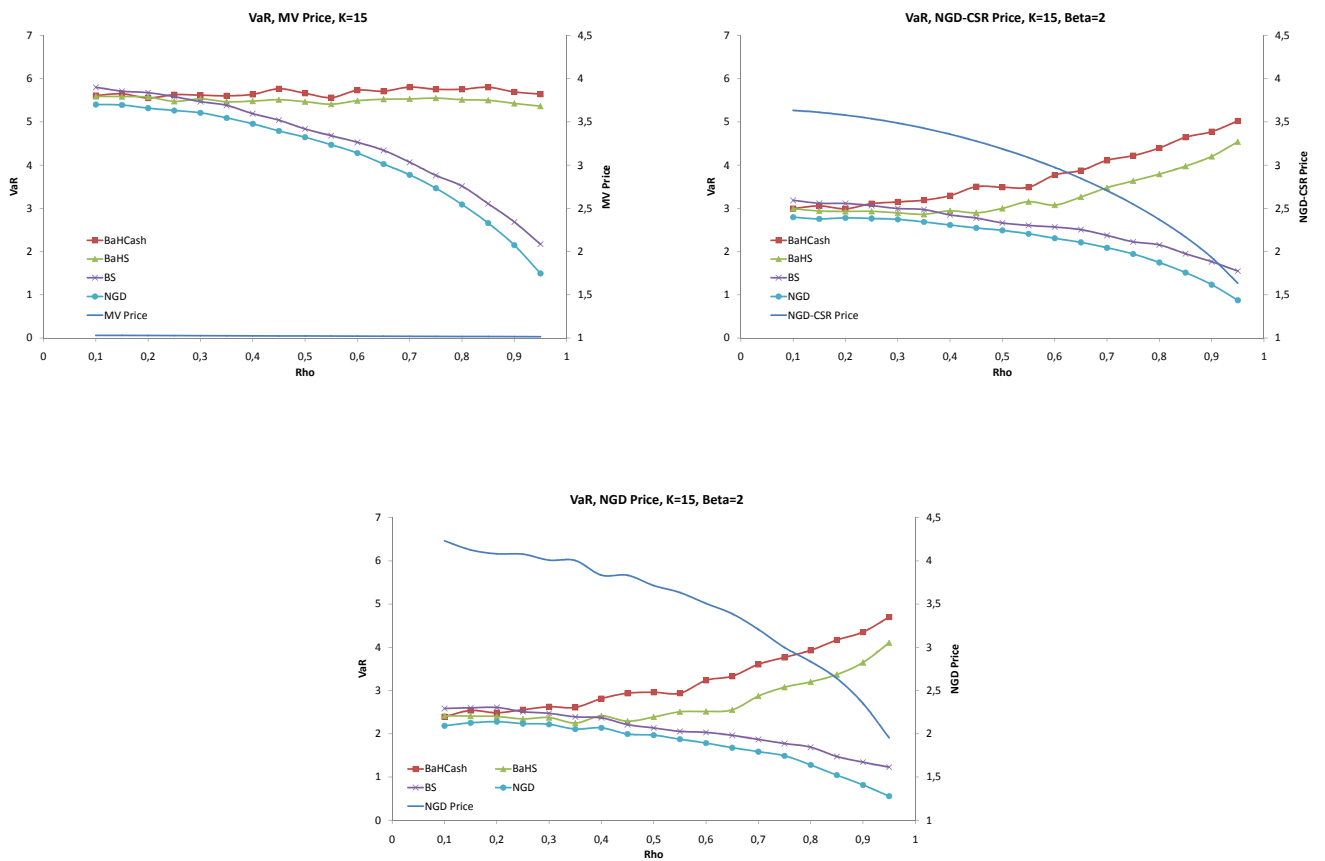 VaR, MV Price, K=15
7
6
5
4
3
2
1
0
VaR
4,5
4
3,5
3
2,5
2
1,5
1
MV Price
BaHCash
BaHS
BS
NGD
MV Price
0 0,1 0,2 0,3 0,4 0,5 0,6 0,7 0,8 0,9 1
Rho
VaR, NGD-CSR Price, K=15, Beta=2
7
6
5
4
3
2
1
0
VaR
4,5
4
3,5
3
2,5
2
1,5
1
NGD-CSR Price
BaHCash
BaHS
BS
NGD
NGD-CSR Price
0 0,1 0,2 0,3 0,4 0,5 0,6 0,7 0,8 0,9 1
Rho
VaR, NGD Price, K=15, Beta=2
7
6
5
4
3
2
1
0
VaR
4,5
4
3,5
3
2,5
2
1,5
1
NGD Price
BaHCash BaHS
BS NGD
NGD Price
0 0,1 0,2 0,3 0,4 0,5 0,6 0,7 0,8 0,9 1
Rho